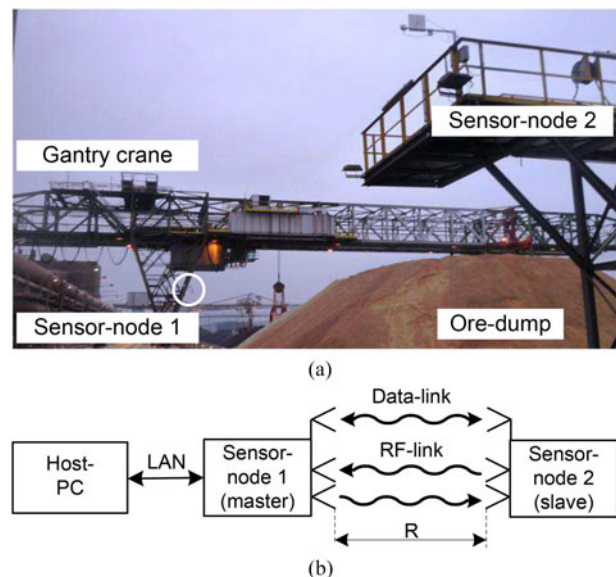 Sensor-node 2
Gantry crane
Sensor-node 1
Ore-dump
(a)
Data-link
Host-
PC
LAN
Sensor-
node 1
(master)
RF-link
Sensor-
node 2
(slave)
R
(b)